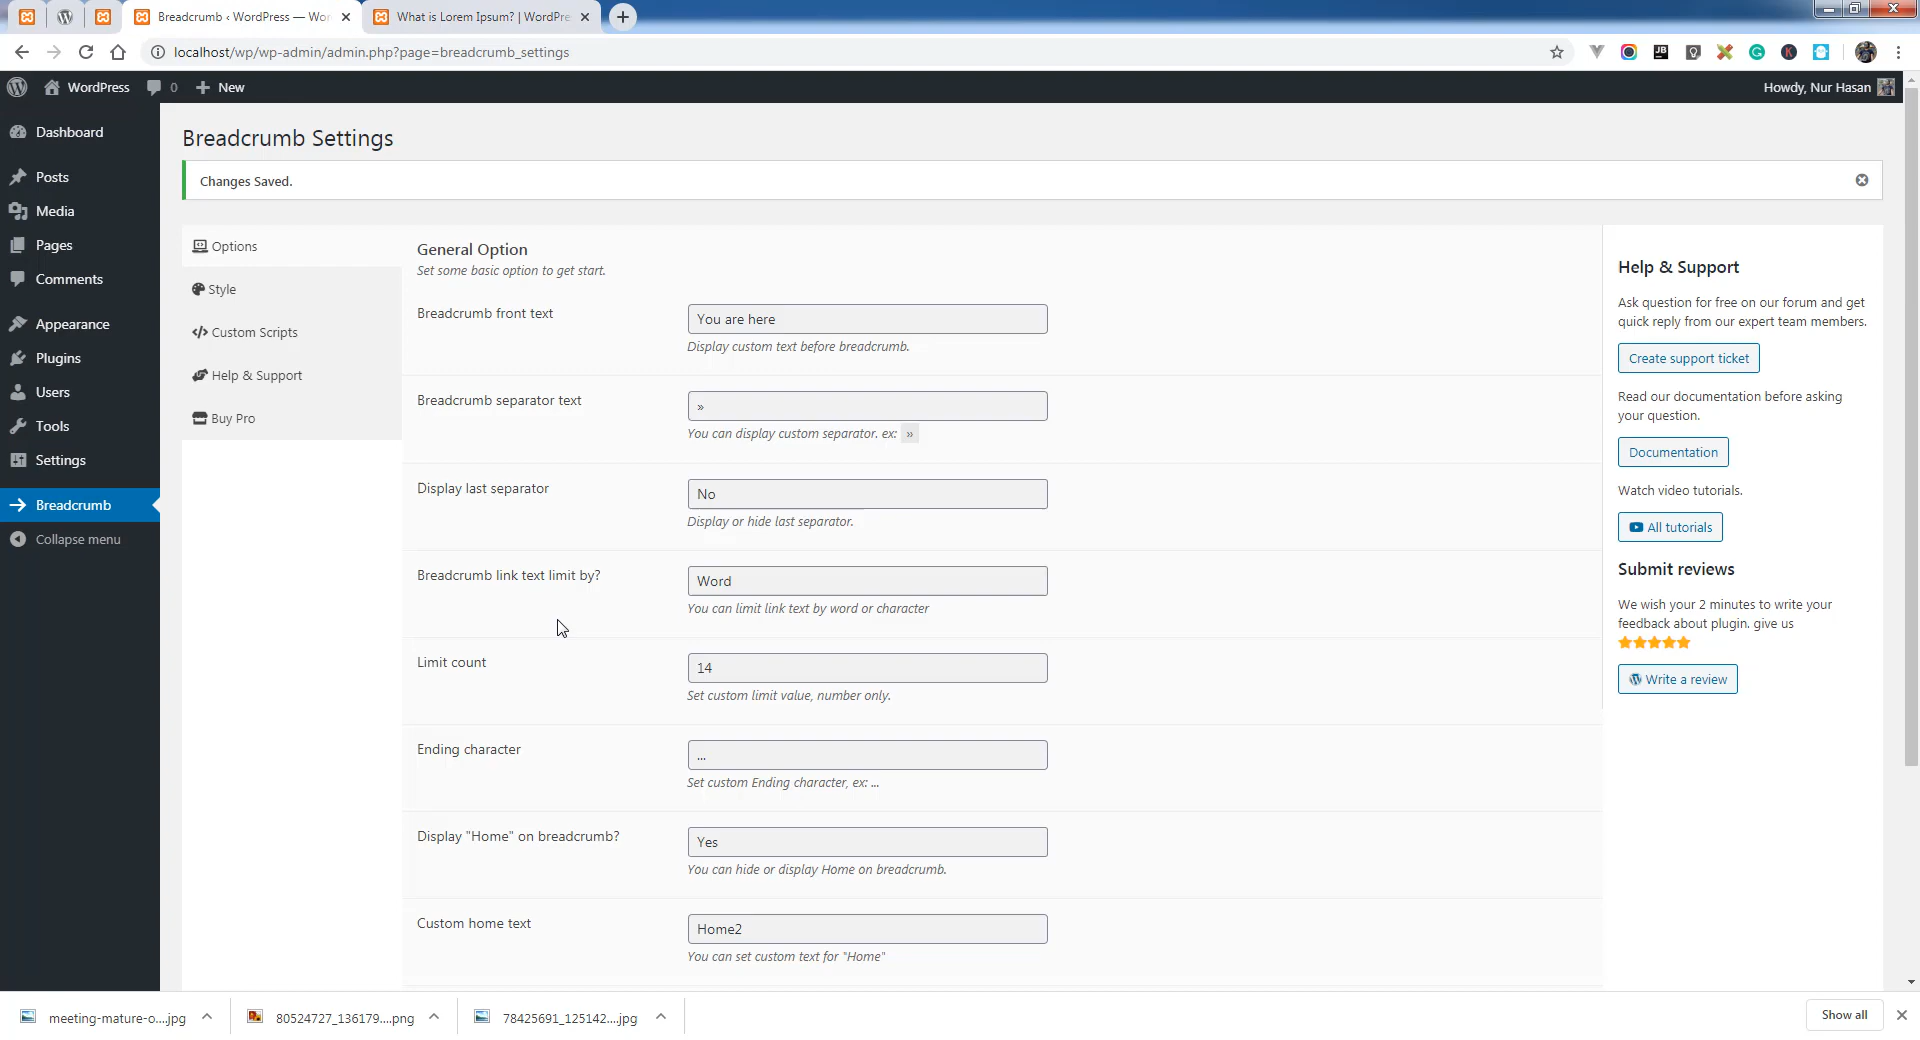 Breadcrumb ‹ WordPress — Wor
What is Lorem Ipsum? | WordPre
localhost/wp/wp-admin/admin.php?page=breadcrumb_settings
WordPress
0
New
Howdy, Nur Hasan
Dashboard
Posts
Media
Pages
Comments
Appearance
Plugins
Users
Tools
Settings
Breadcrumb
Collapse menu
Breadcrumb Settings
Changes Saved.
Options
Style
Custom Scripts
Help & Support
Buy Pro
General Option
Set some basic option to get start.
Breadcrumb front text
You are here
Display custom text before breadcrumb.
Breadcrumb separator text
»
You can display custom separator. ex: »
Display last separator
No
Display or hide last separator.
Breadcrumb link text limit by?
Word
You can limit link text by word or character
Limit count
14
Set custom limit value, number only.
Ending character
...
Set custom Ending character, ex: ...
Display "Home" on breadcrumb?
Yes
You can hide or display Home on breadcrumb.
Custom home text
Home2
You can set custom text for "Home"
Help & Support
Ask question for free on our forum and get
quick reply from our expert team members.
Create support ticket
Read our documentation before asking
your question.
Documentation
Watch video tutorials.
All tutorials
Submit reviews
We wish your 2 minutes to write your
feedback about plugin. give us
Write a review
meeting-mature-o....jpg
80524727_136179....png
78425691_125142....jpg
Show all